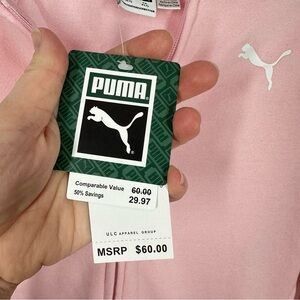 PUMA
Comparable Value 60.00
50% Savings 29.97
ULC APPAREL GROUP
MSRP $60.00